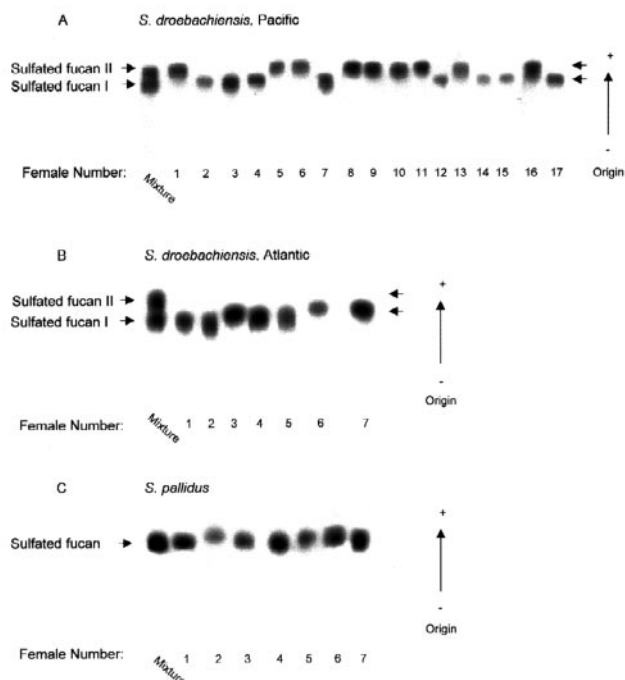 A S. droebachiensis, Pacific
+
Sulfated fucan II
Sulfated fucan I
-
Female Number: Mixture 1 2 3 4 5 6 7 8 9 10 11 12 13 14 15 16 17 Origin
B S. droebachiensis, Atlantic
+
Sulfated fucan II
Sulfated fucan I
-
Origin
Female Number: Mixture 1 2 3 4 5 6 7
C S. pallidus
+
Sulfated fucan
-
Origin
Female Number: Mixture 1 2 3 4 5 6 7